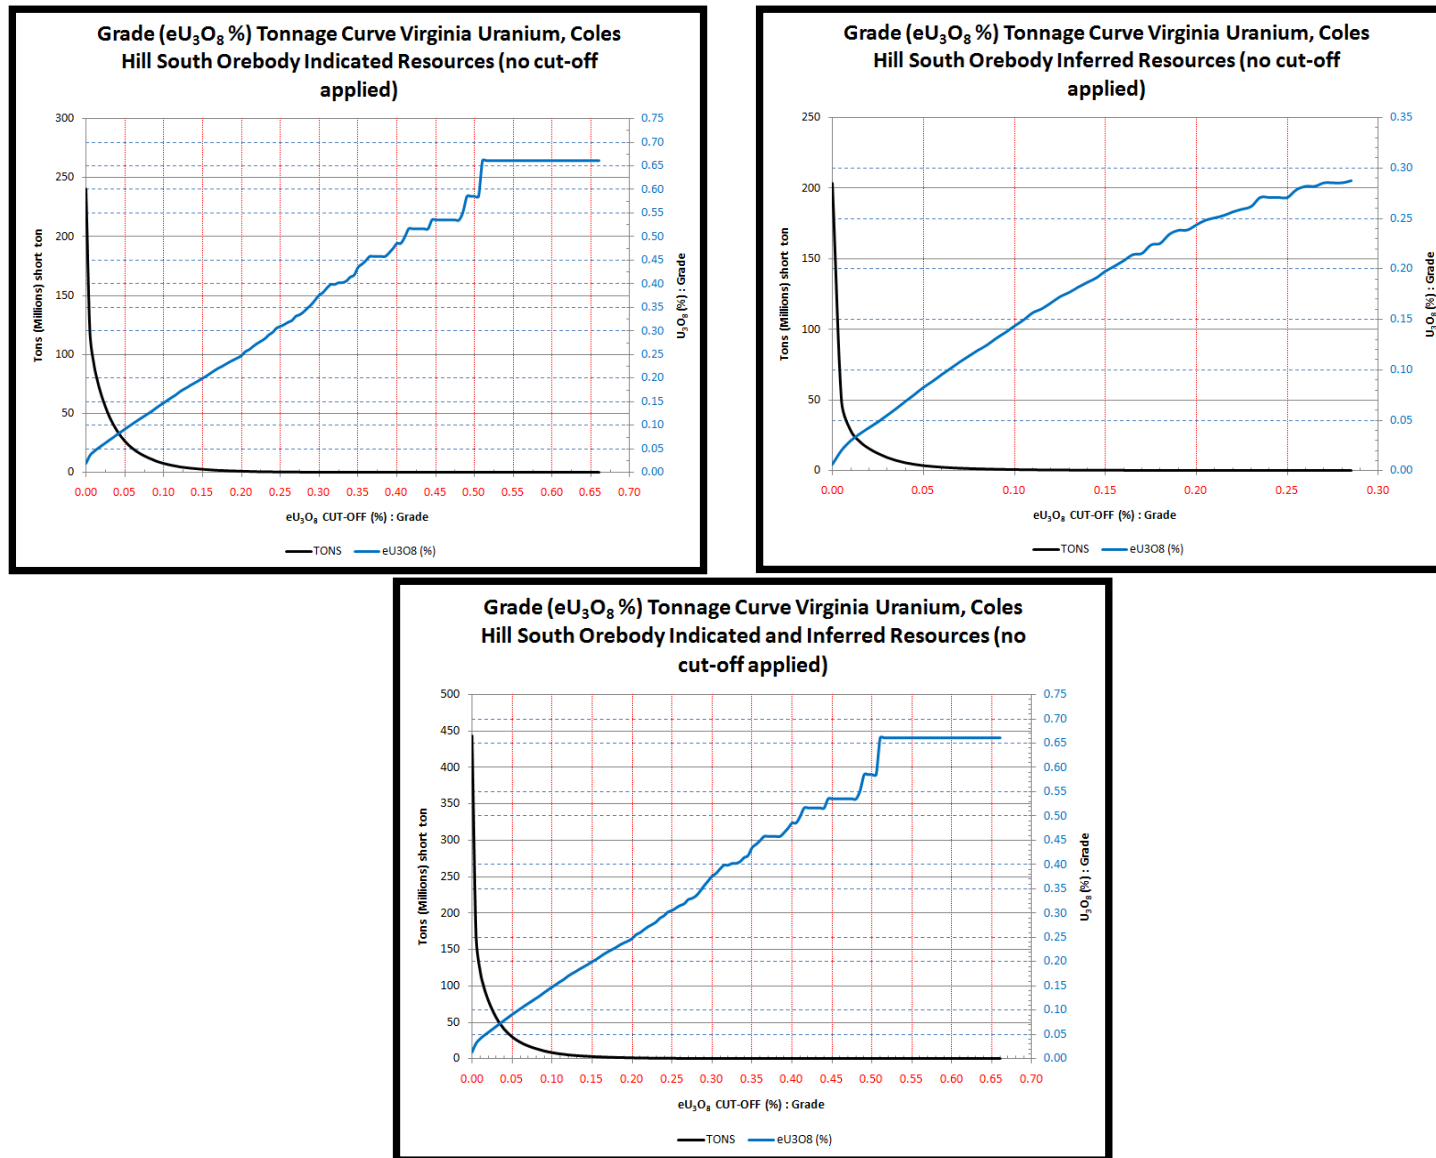 Grade (eU₃O₈ %) Tonnage Curve Virginia Uranium, Coles
Hill South Orebody Indicated Resources (no cut-off
applied)
300
250
200
150
100
50
0
Tons (Millions) short ton
0.75
0.70
0.65
0.60
0.55
0.50
0.45
0.40
0.35
0.30
0.25
0.20
0.15
0.10
0.05
0.00
U₃O₈ (%) : Grade
0.00 0.05 0.10 0.15 0.20 0.25 0.30 0.35 0.40 0.45 0.50 0.55 0.60 0.65 0.70
eU₃O₈ CUT-OFF (%) : Grade
TONS eU3O8 (%)
Grade (eU₃O₈ %) Tonnage Curve Virginia Uranium, Coles
Hill South Orebody Inferred Resources (no cut-off
applied)
250
200
150
100
50
0
Tons (Millions) short ton
0.35
0.30
0.25
0.20
0.15
0.10
0.05
0.00
U₃O₈ (%) : Grade
0.00 0.05 0.10 0.15 0.20 0.25 0.30
eU₃O₈ CUT-OFF (%) : Grade
TONS eU3O8 (%)
Grade (eU₃O₈ %) Tonnage Curve Virginia Uranium, Coles
Hill South Orebody Indicated and Inferred Resources (no
cut-off applied)
500
450
400
350
300
250
200
150
100
50
0
Tons (Millions) short ton
0.75
0.70
0.65
0.60
0.55
0.50
0.45
0.40
0.35
0.30
0.25
0.20
0.15
0.10
0.05
0.00
U₃O₈ (%) : Grade
0.00 0.05 0.10 0.15 0.20 0.25 0.30 0.35 0.40 0.45 0.50 0.55 0.60 0.65 0.70
eU₃O₈ CUT-OFF (%) : Grade
TONS eU3O8 (%)